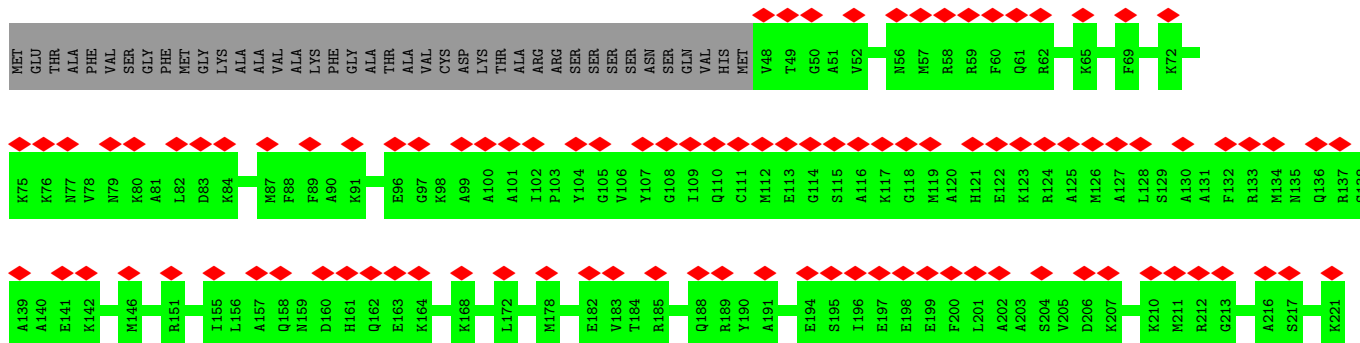 MET GLU THR ALA PHE VAL SER GLY PHE MET GLY LYS ALA ALA VAL ALA LYS PHE GLY ALA THR ALA ALA VAL CYS ASP LYS THR ALA ARG ARG SER SER SER SER ASN SER GLN VAL HIS MET V48 T49 G50 A51 V52 N56 M57 R58 R59 F60 Q61 R62 K65 F69 K72
K75 K76 N77 V78 N79 K80 A81 L82 D83 K84 M87 F88 F89 A90 K91 E96 G97 K98 A99 A100 A101 I102 P103 Y104 G105 V106 Y107 G108 I109 Q110 C111 M112 E113 G114 S115 A116 K117 G118 M119 A120 H121 E122 K123 R124 A125 M126 A127 L128 S129 A130 A131 F132 R133 M134 N135 Q136 R137
A139 A140 E141 K142 M146 R151 I155 L156 A157 Q158 N159 D160 H161 Q162 E163 K164 K168 L172 M178 E182 V183 T184 R185 Q188 R189 Y190 A191 E194 S195 I196 E197 E198 E199 F200 L201 A202 A203 S204 V205 D206 K207 K210 M211 R212 G213 A216 S217 K221